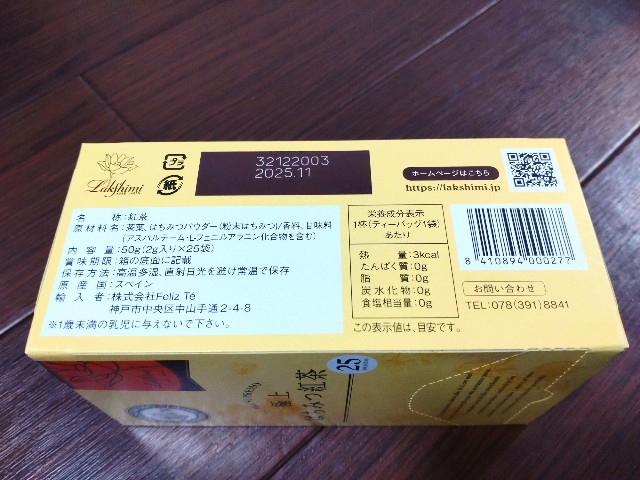 Lakshimi
プラ
紙
32122003
2025.11
ホームページはこちら
https://lakshimi.jp
名 称:紅茶
原材料名:茶葉、はちみつパウダー(粉末はちみつ)/香料、甘味料
(アスパルテーム・L-フェニルアラニン化合物を含む)
内 容 量:50g(2g入り×25袋)
賞味期限:箱の底面に記載
保存方法:高温多湿、直射日光を避け常温で保存
原 産 国:スペイン
輸 入 者:株式会社Feliz Té
神戸市中央区中山手通2-4-8
※1歳未満の乳児に与えないで下さい。
栄養成分表示
1杯(ティーバッグ1袋)
あたり
熱 量:3kcal
たんぱく質:0g
脂 質:0g
炭水化物:0g
食塩相当量:0g
この表示値は、目安です。
8 410894 000277
お問い合わせ
TEL:078(391)8841
極上
はちみつ紅茶
25